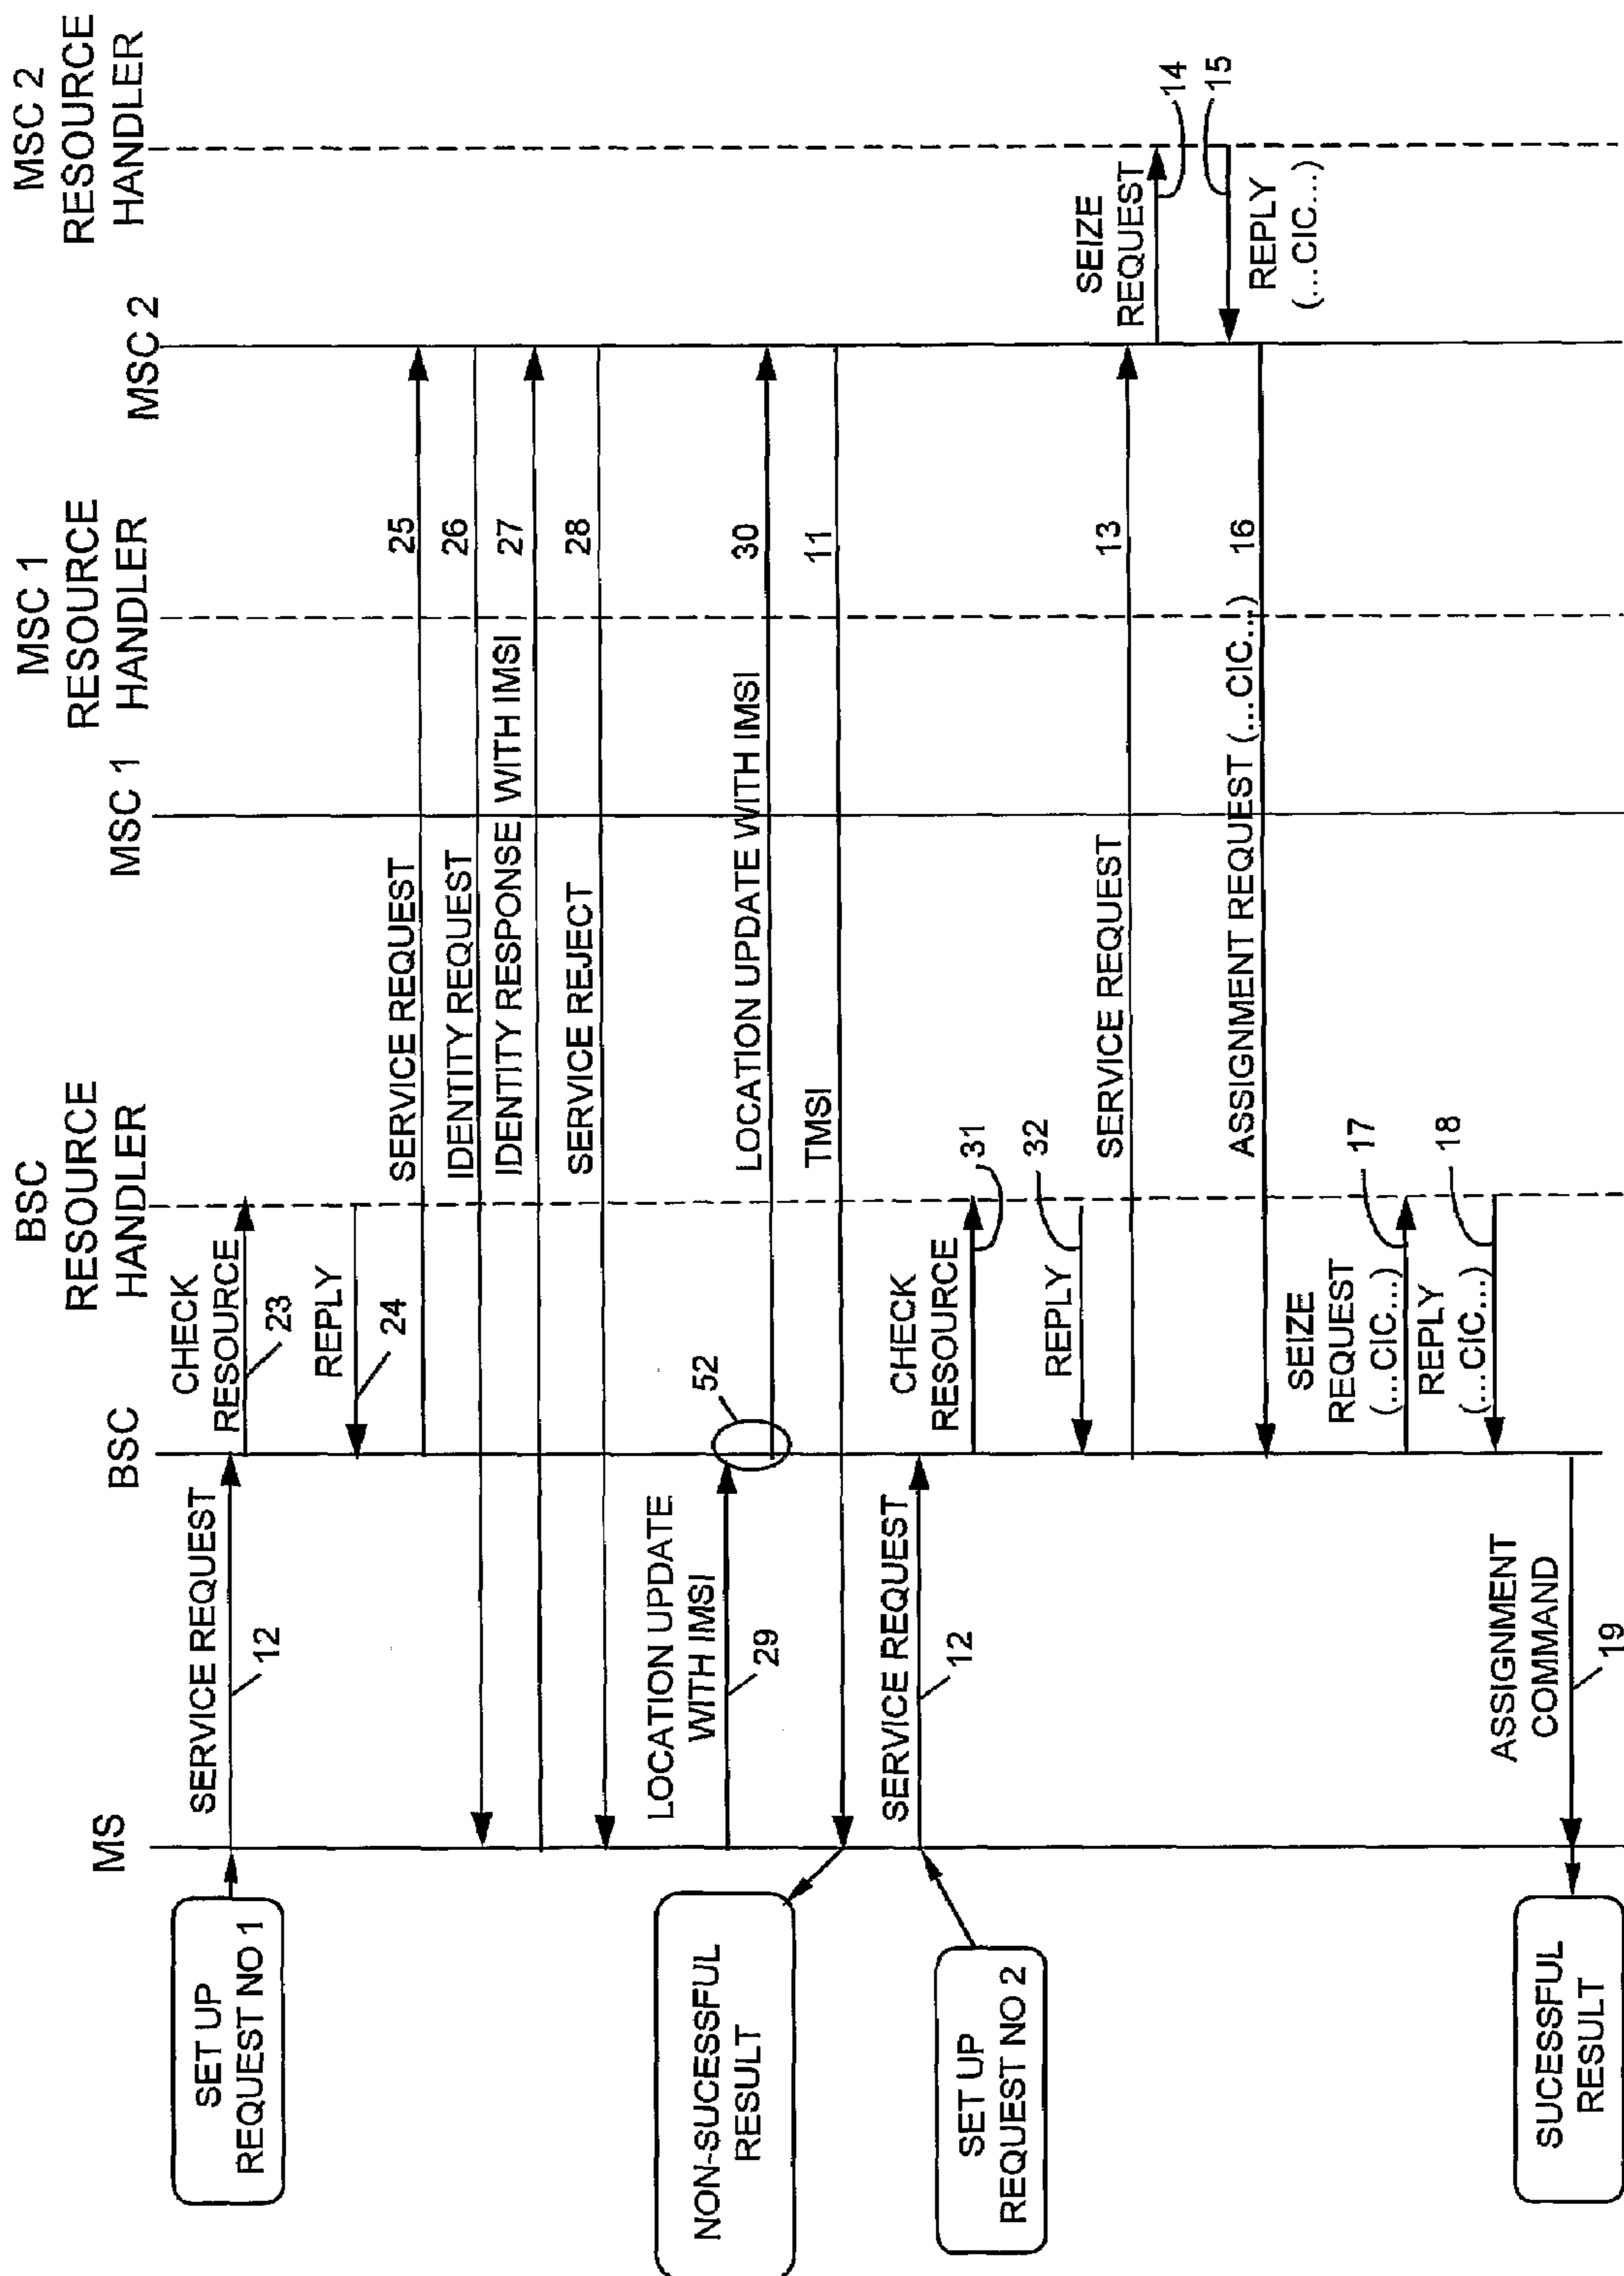 MS
BSC
BSC
RESOURCE
HANDLER
MSC 1
MSC 1
RESOURCE
HANDLER
MSC 2
MSC 2
RESOURCE
HANDLER
SET UP
REQUEST NO 1
SERVICE REQUEST
12
CHECK
RESOURCE
23
REPLY
24
SERVICE REQUEST
25
IDENTITY REQUEST
26
IDENTITY RESPONSE WITH IMSI
27
SERVICE REJECT
28
NON-SUCESSFUL
RESULT
LOCATION UPDATE
WITH IMSI
29
52
LOCATION UPDATE WITH IMSI
30
TMSI
11
SET UP
REQUEST NO 2
SERVICE REQUEST
12
CHECK
RESOURCE
31
REPLY
32
SERVICE REQUEST
13
SEIZE
REQUEST
14
15
REPLY
(...CIC...)
ASSIGNMENT REQUEST (...CIC...)
16
SEIZE
REQUEST
(...CIC...)
17
REPLY
(...CIC...)
18
ASSIGNMENT
COMMAND
19
SUCESSFUL
RESULT